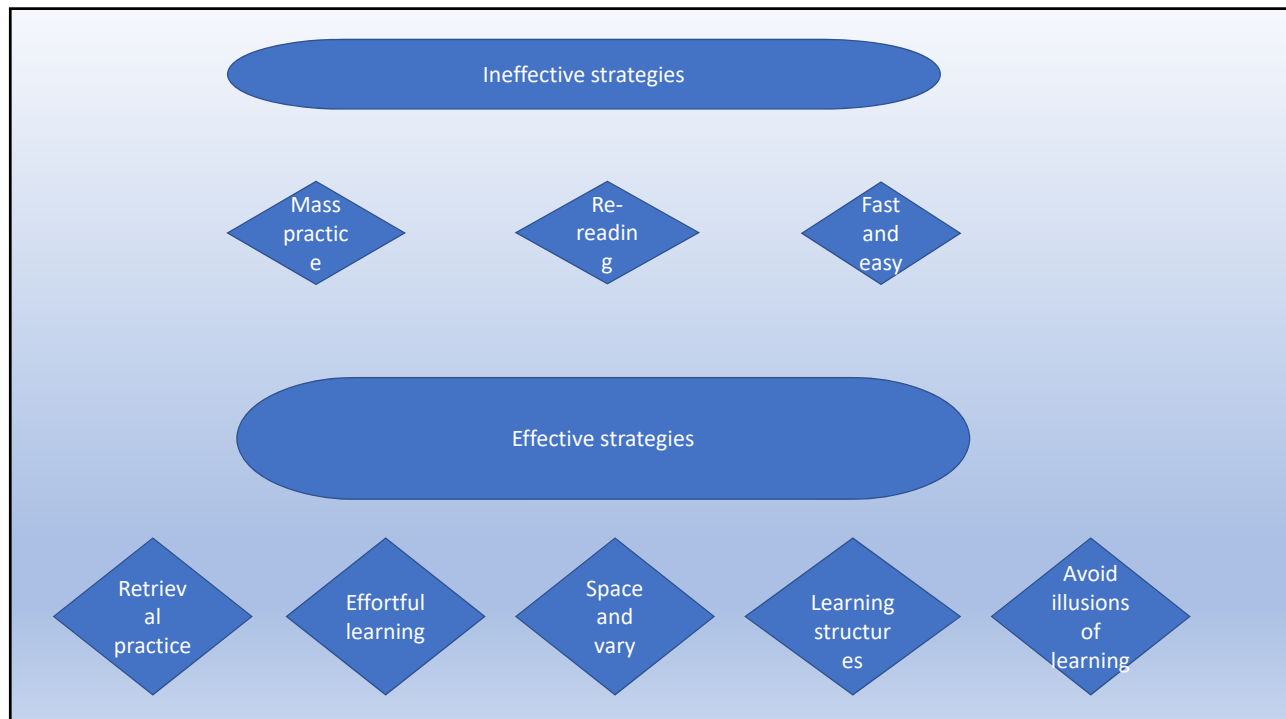 Ineffective strategies
Mass
practic
e
Re-
readin
g
Fast
and
easy
Effective strategies
Retriev
al
practice
Effortful
learning
Space
and
vary
Learning
structur
es
Avoid
illusions
of
learning